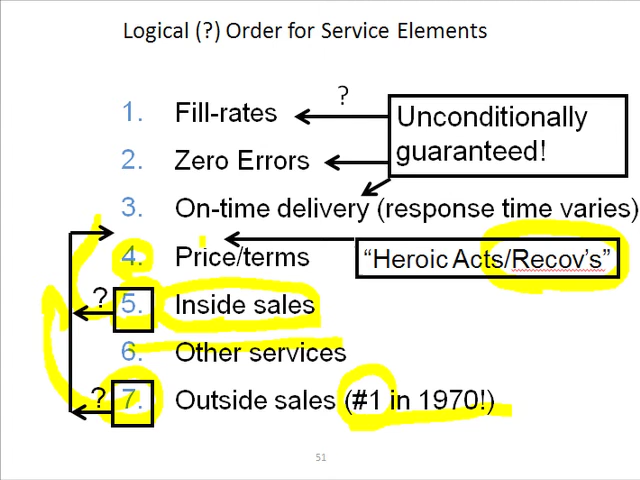 Logical (?) Order for Service Elements
1. Fill-rates
?
Unconditionally
guaranteed!
2. Zero Errors
3. On-time delivery (response time varies)
4. Price/terms
"Heroic Acts/Recov's"
? 5. Inside sales
6. Other services
? 7. Outside sales (#1 in 1970!)
51